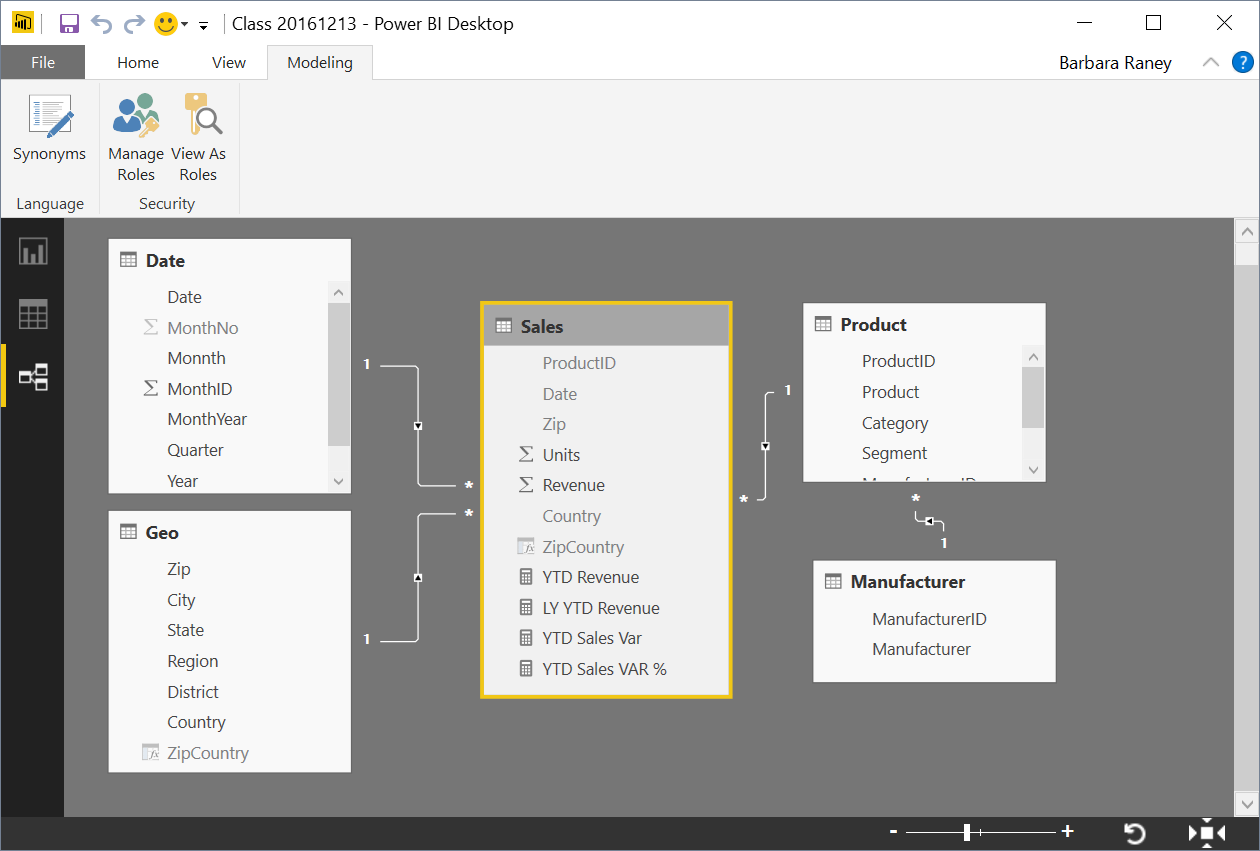 Class 20161213 - Power BI Desktop
File
Home
View
Modeling
Barbara Raney
?
Synonyms
Manage Roles
View As Roles
Language
Security
Date
Date
Σ MonthNo
Monnth
Σ MonthID
MonthYear
Quarter
Year
Geo
Zip
City
State
Region
District
Country
fx ZipCountry
1
*
*
1
Sales
ProductID
Date
Zip
Σ Units
Σ Revenue
Country
fx ZipCountry
YTD Revenue
LY YTD Revenue
YTD Sales Var
YTD Sales VAR %
1
*
Product
ProductID
Product
Category
Segment
*
1
Manufacturer
ManufacturerID
Manufacturer
- +